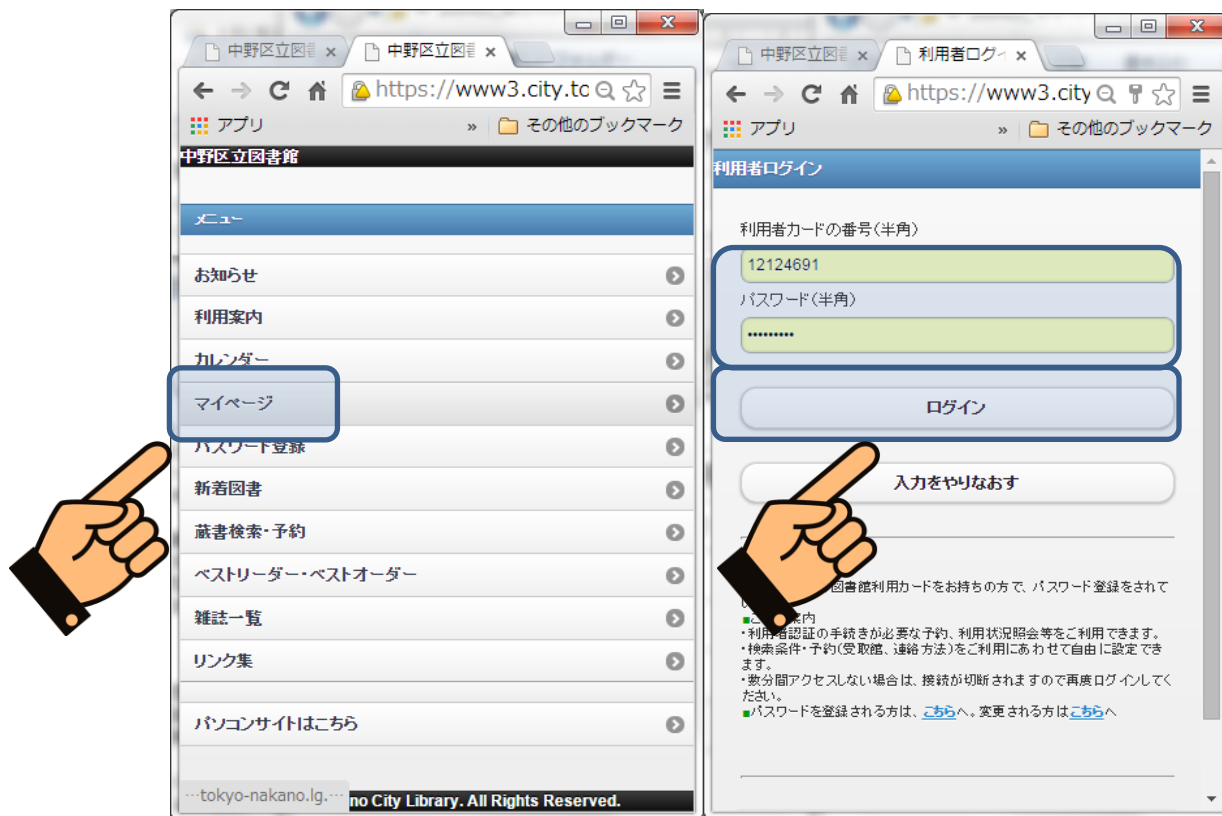 中野区立図書
中野区立図書
https://www3.city.to
アプリ
»
その他のブックマーク
中野区立図書館
メニュー
お知らせ
利用案内
カレンダー
マイページ
パスワード登録
新着図書
蔵書検索・予約
ベストリーダー・ベストオーダー
雑誌一覧
リンク集
パソコンサイトはこちら
…tokyo-nakano.lg.…
no City Library. All Rights Reserved.
中野区立図書
利用者ログイ
https://www3.city
アプリ
»
その他のブックマーク
利用者ログイン
利用者カードの番号(半角)
12124691
パスワード(半角)
•••••••••
ログイン
入力をやりなおす
図書館利用カードをお持ちの方で、パスワード登録をされて
・利用者認証の手続きが必要な予約、利用状況照会等をご利用できます。
・検索条件・予約(受取館、連絡方法)をご利用にあわせて自由に設定でき
ます。
・数分間アクセスしない場合は、接続が切断されますので再度ログインしてく
ださい。
■パスワードを登録される方は、こちらへ。変更される方はこちらへ